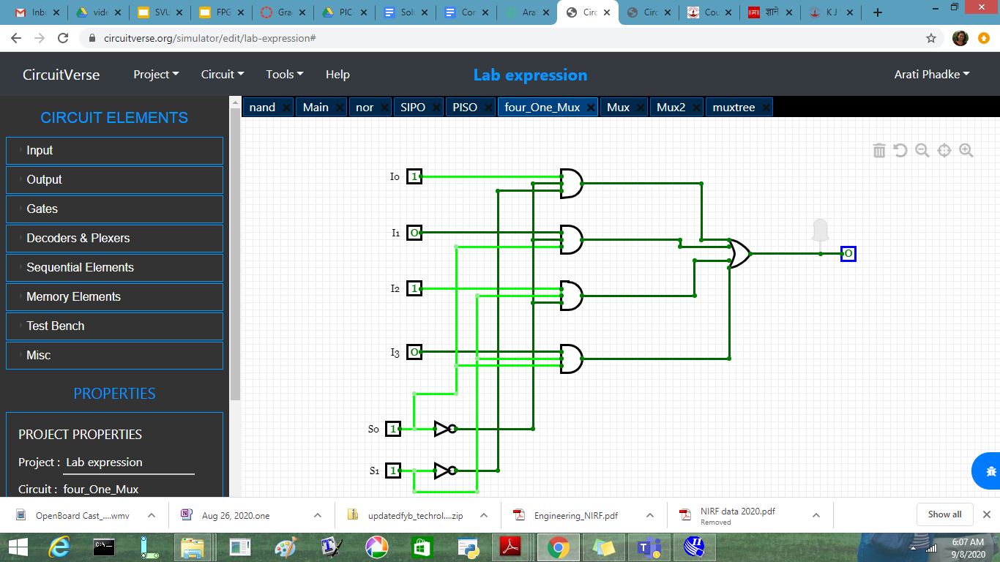 Inb
vide
SVU
FPG
Gra
PIC-
Solu
Cor
Ara
Circ
Circ
Cou
ज्ञाने
K J
circuitverse.org/simulator/edit/lab-expression#
CircuitVerse
Project
Circuit
Tools
Help
Lab expression
Arati Phadke
CIRCUIT ELEMENTS
nand
Main
nor
SIPO
PISO
four_One_Mux
Mux
Mux2
muxtree
Input
Output
Gates
Decoders & Plexers
Sequential Elements
Memory Elements
Test Bench
Misc
PROPERTIES
PROJECT PROPERTIES
Project : Lab expression
Circuit : four_One_Mux
I0 1
I1 0
I2 1
I3 0
S0 1
S1 1
0
OpenBoard Cast_....wmv
Aug 26, 2020.one
updatedfyb_techrol....zip
Engineering_NIRF.pdf
NIRF data 2020.pdf
Removed
Show all
6:07 AM
9/8/2020